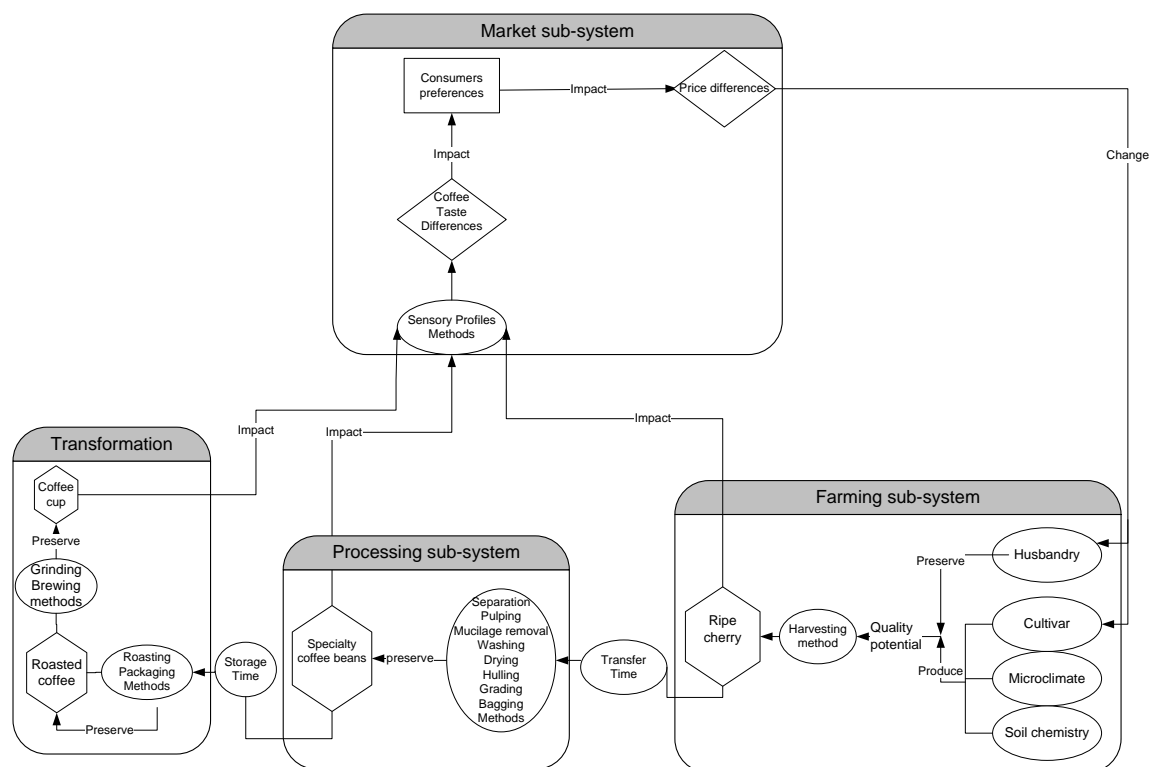 Market sub-system
Consumers
preferences
Impact
Price differences
Change
Impact
Coffee
Taste
Differences
Sensory Profiles
Methods
Impact
Impact
Impact
Transformation
Coffee
cup
Preserve
Grinding
Brewing
methods
Roasted
coffee
Roasting
Packaging
Methods
Preserve
Storage
Time
Processing sub-system
Specialty
coffee beans
preserve
Separation
Pulping
Mucilage removal
Washing
Drying
Hulling
Grading
Bagging
Methods
Transfer
Time
Farming sub-system
Ripe
cherry
Harvesting
method
Quality
potential
Preserve
Produce
Husbandry
Cultivar
Microclimate
Soil chemistry